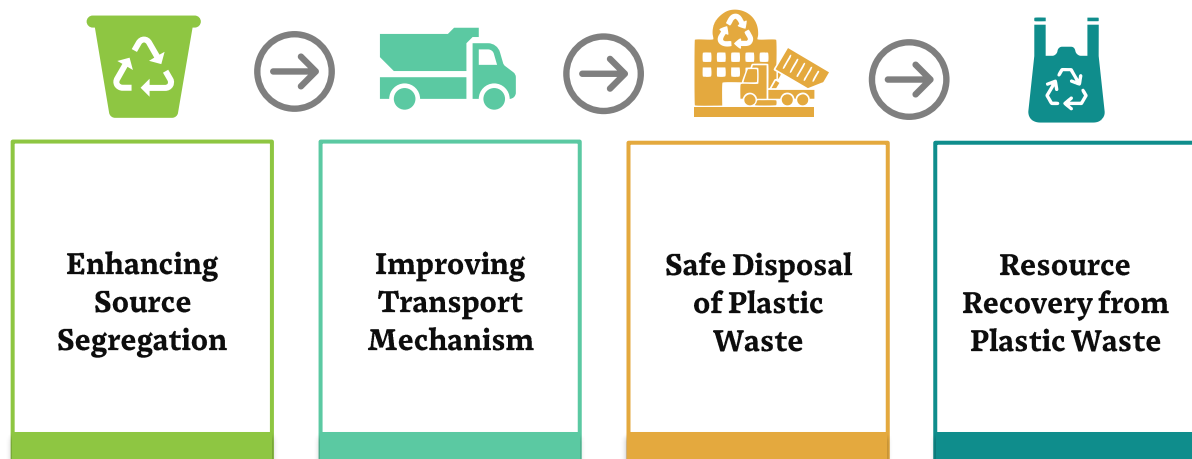 Enhancing
Source
Segregation
Improving
Transport
Mechanism
Safe Disposal
of Plastic
Waste
Resource
Recovery from
Plastic Waste